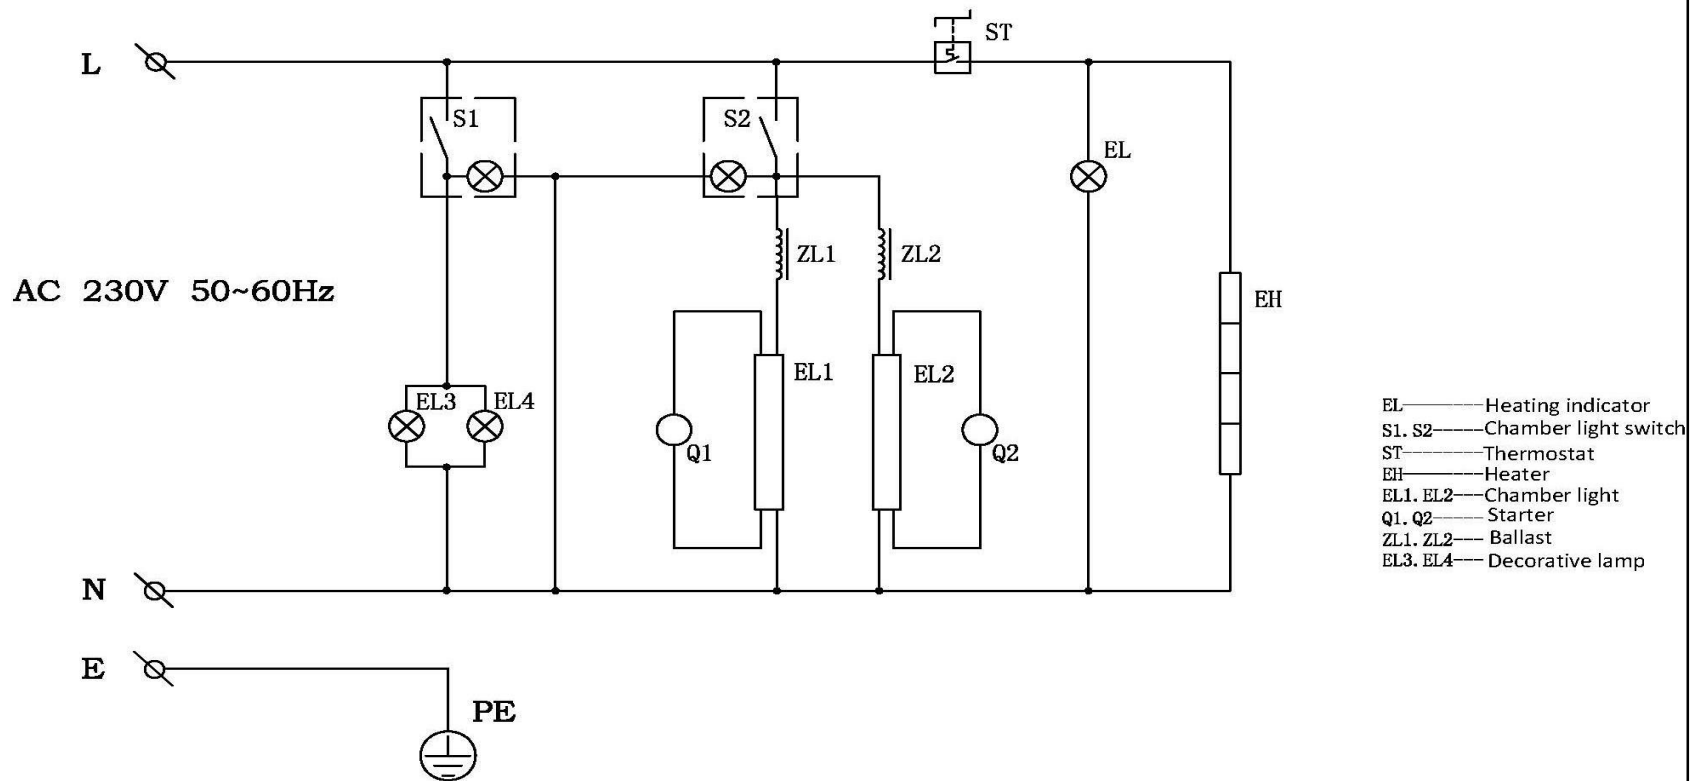 ST
L
S1
S2
EL
ZL1
ZL2
AC 230V 50~60Hz
EH
EL1
EL2
EL3
EL4
Q1
Q2
EL———Heating indicator
S1.S2-----Chamber light switch
ST--------Thermostat
EH———Heater
EL1.EL2---Chamber light
Q1.Q2-----Starter
ZL1.ZL2---Ballast
EL3.EL4---Decorative lamp
N
E
PE